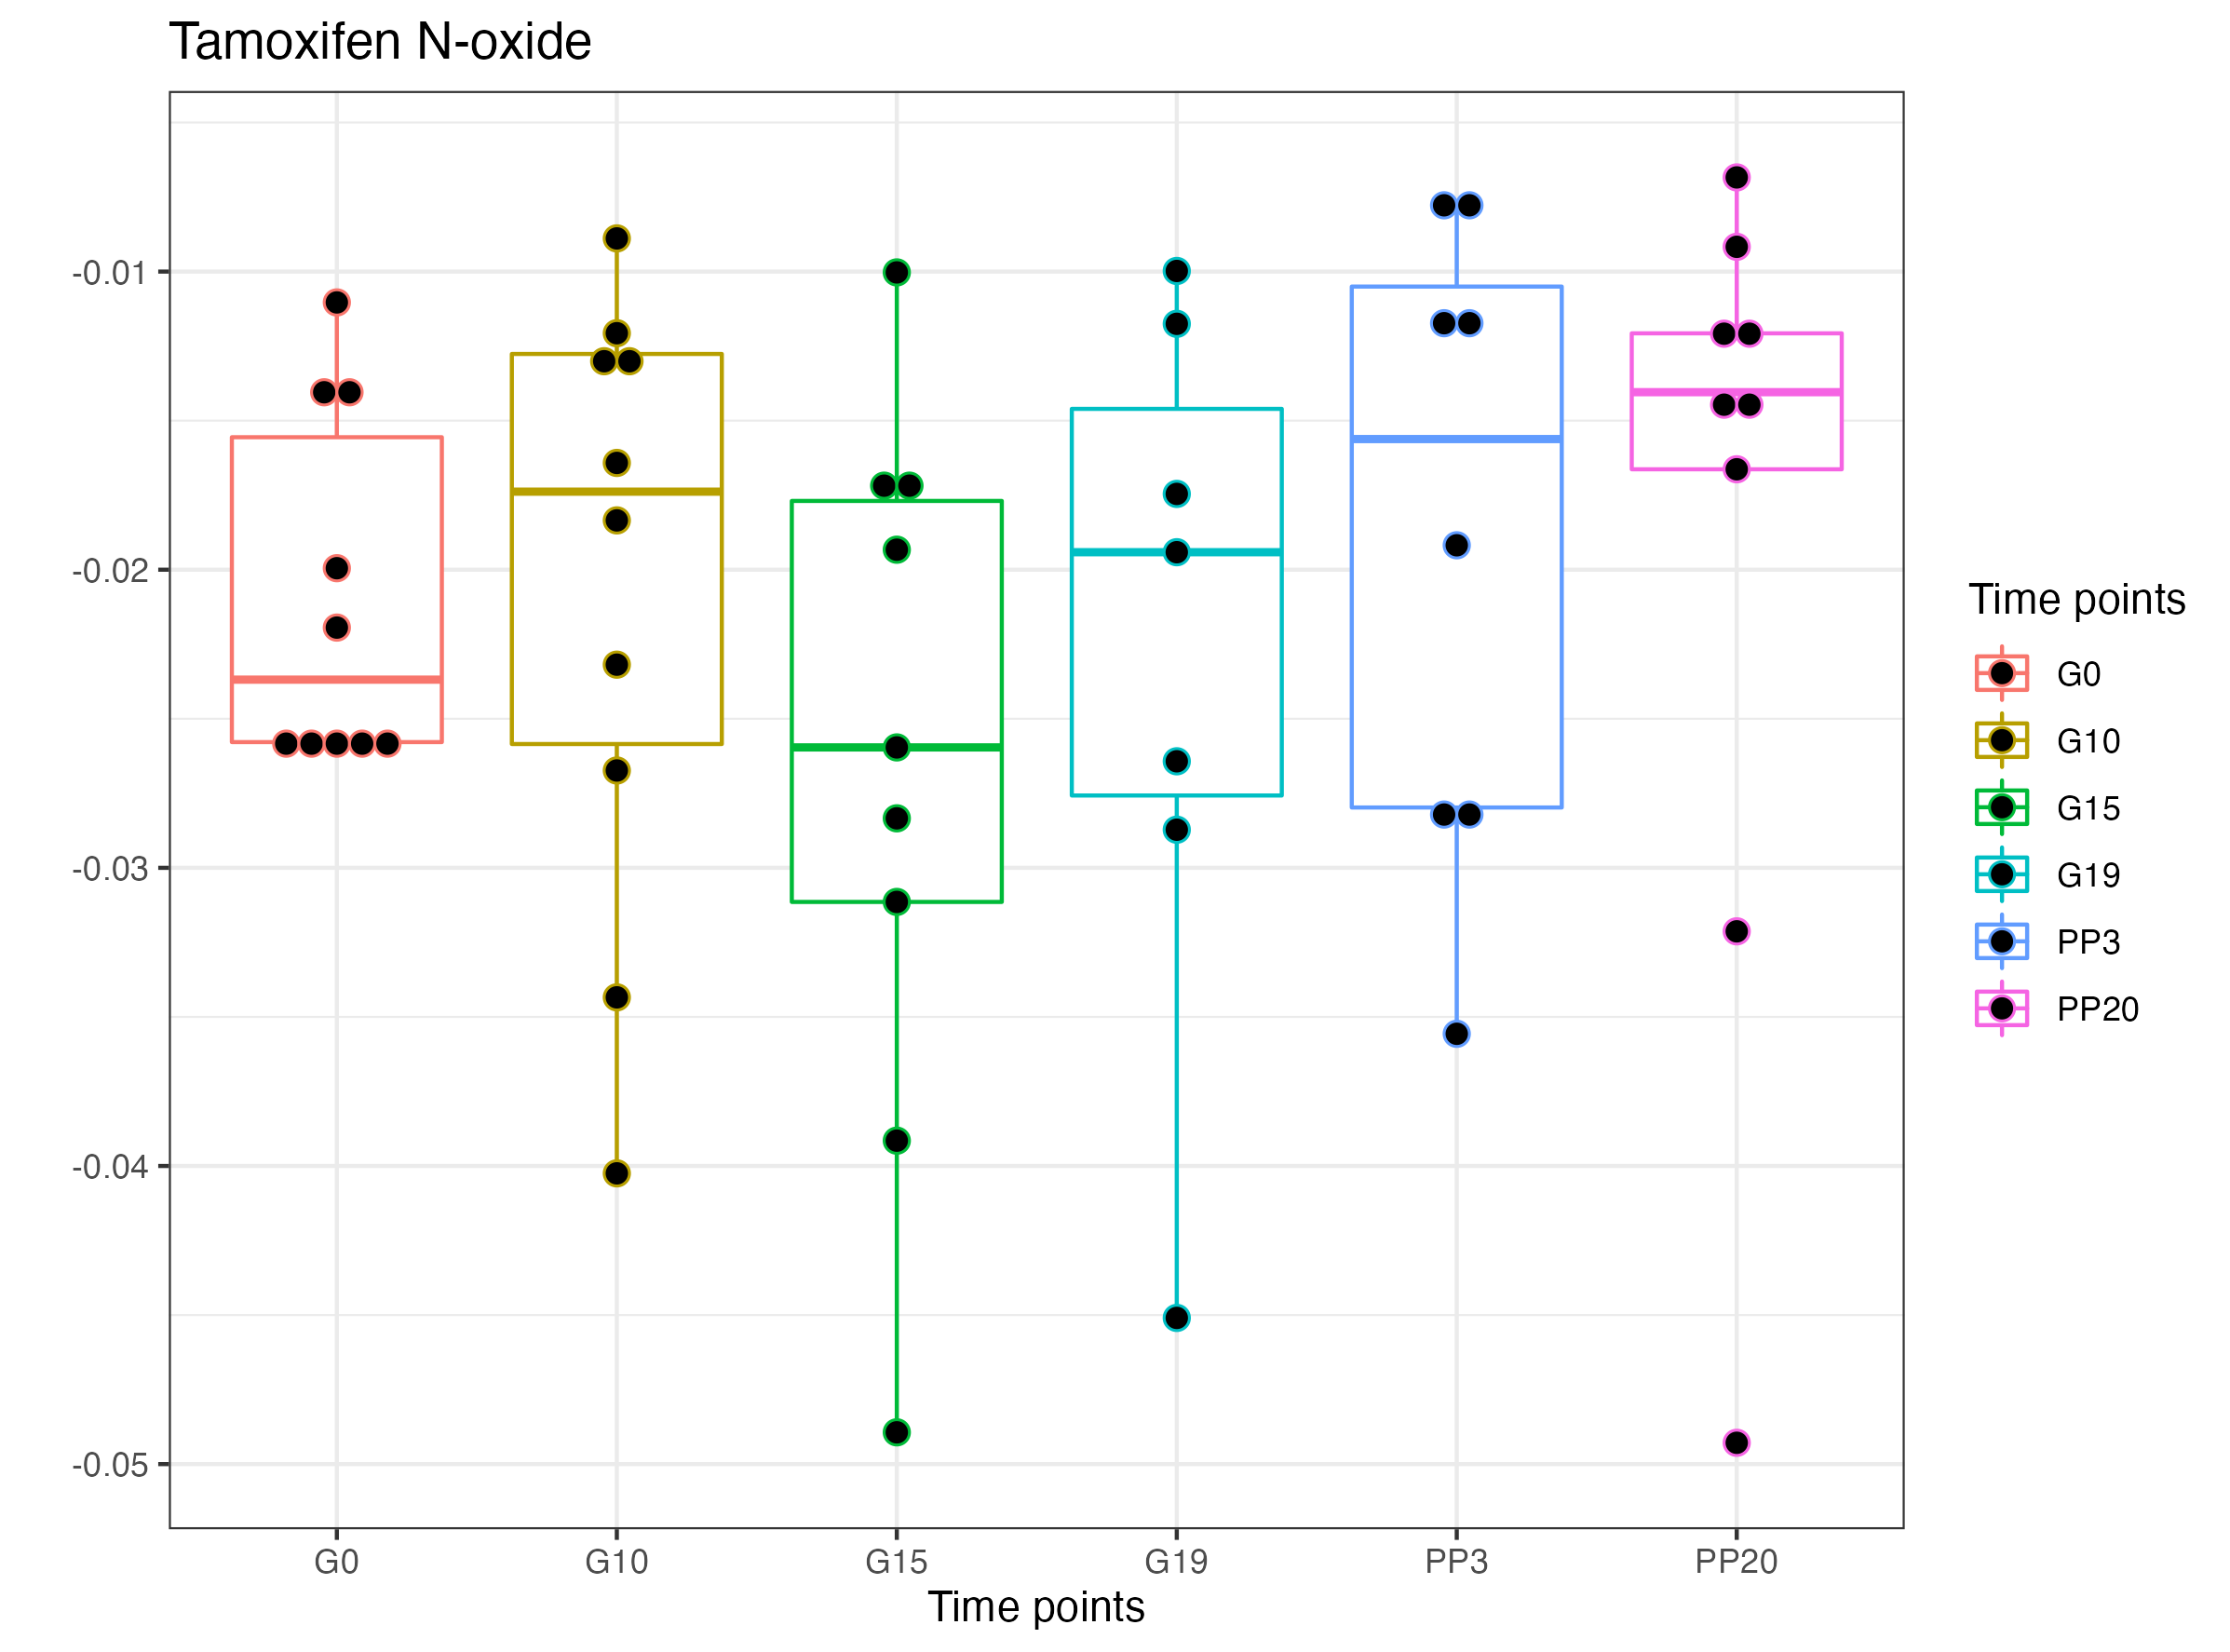 Tamoxifen N-oxide
-0.01
-0.02
-0.03
-0.04
-0.05
G0 G10 G15 G19 PP3 PP20
Time points
Time points
G0
G10
G15
G19
PP3
PP20